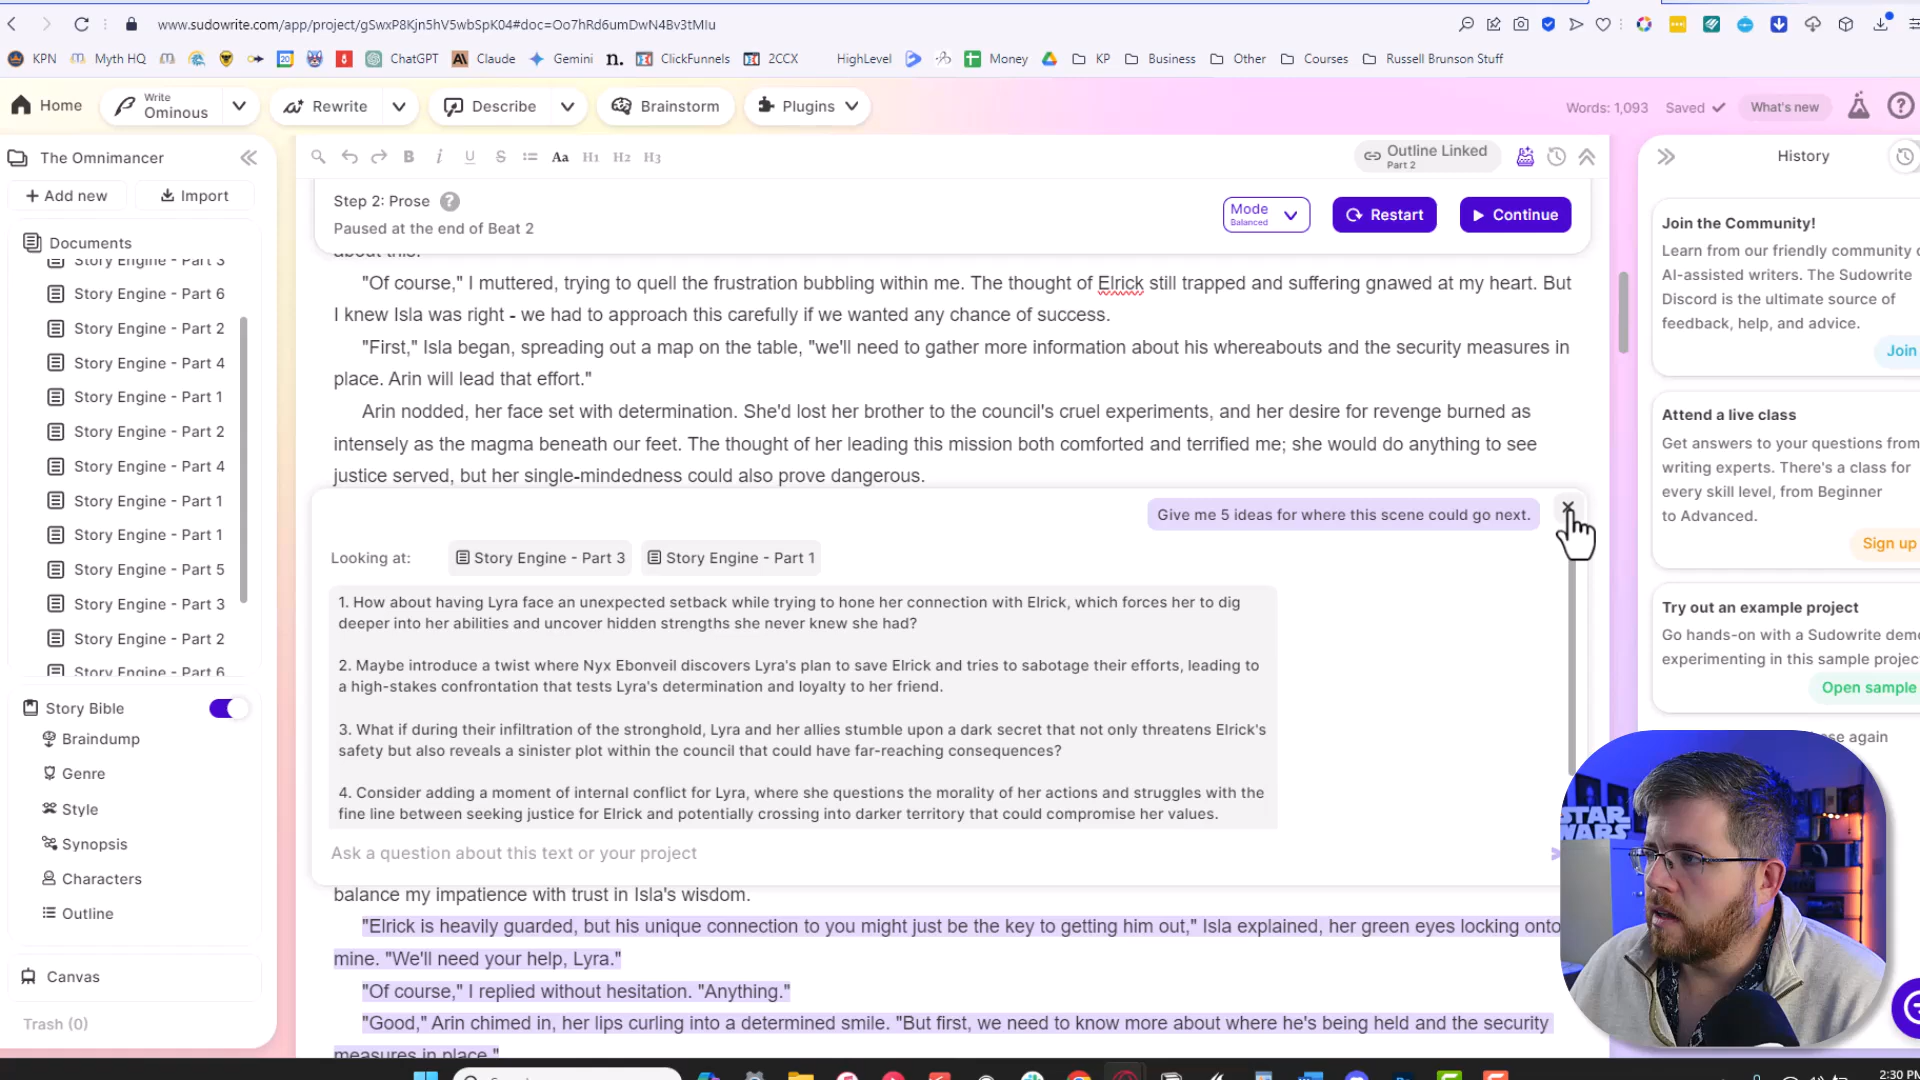 www.sudowrite.com/app/project/gSwxP8Kjn5hV5wbSpK04#doc=Oo7hRd6umDwN4Bv3tMIu
KPN
Myth HQ
ChatGPT
Claude
Gemini
ClickFunnels
2CCX
HighLevel
Money
KP
Business
Other
Courses
Russell Brunson Stuff
Home
Write
Ominous
Rewrite
Describe
Brainstorm
Plugins
Words: 1,093
Saved
What's new
The Omnimancer
+ Add new
Import
Documents
Story Engine - Part 3
Story Engine - Part 6
Story Engine - Part 2
Story Engine - Part 4
Story Engine - Part 1
Story Engine - Part 2
Story Engine - Part 4
Story Engine - Part 1
Story Engine - Part 1
Story Engine - Part 5
Story Engine - Part 3
Story Engine - Part 2
Story Engine - Part 6
Story Bible
Braindump
Genre
Style
Synopsis
Characters
Outline
Canvas
Trash (0)
B i U S Aa H1 H2 H3
Outline Linked
Part 2
Step 2: Prose
Paused at the end of Beat 2
Mode
Balanced
Restart
Continue
about this.
"Of course," I muttered, trying to quell the frustration bubbling within me. The thought of Elrick still trapped and suffering gnawed at my heart. But
I knew Isla was right - we had to approach this carefully if we wanted any chance of success.
"First," Isla began, spreading out a map on the table, "we'll need to gather more information about his whereabouts and the security measures in
place. Arin will lead that effort."
Arin nodded, her face set with determination. She'd lost her brother to the council's cruel experiments, and her desire for revenge burned as
intensely as the magma beneath our feet. The thought of her leading this mission both comforted and terrified me; she would do anything to see
justice served, but her single-mindedness could also prove dangerous.
Give me 5 ideas for where this scene could go next.
Looking at:
Story Engine - Part 3
Story Engine - Part 1
1. How about having Lyra face an unexpected setback while trying to hone her connection with Elrick, which forces her to dig
deeper into her abilities and uncover hidden strengths she never knew she had?
2. Maybe introduce a twist where Nyx Ebonveil discovers Lyra's plan to save Elrick and tries to sabotage their efforts, leading to
a high-stakes confrontation that tests Lyra's determination and loyalty to her friend.
3. What if during their infiltration of the stronghold, Lyra and her allies stumble upon a dark secret that not only threatens Elrick's
safety but also reveals a sinister plot within the council that could have far-reaching consequences?
4. Consider adding a moment of internal conflict for Lyra, where she questions the morality of her actions and struggles with the
fine line between seeking justice for Elrick and potentially crossing into darker territory that could compromise her values.
Ask a question about this text or your project
balance my impatience with trust in Isla's wisdom.
"Elrick is heavily guarded, but his unique connection to you might just be the key to getting him out," Isla explained, her green eyes locking onto
mine. "We'll need your help, Lyra."
"Of course," I replied without hesitation. "Anything."
"Good," Arin chimed in, her lips curling into a determined smile. "But first, we need to know more about where he's being held and the security
measures in place."
History
Join the Community!
Learn from our friendly community
AI-assisted writers. The Sudowrite
Discord is the ultimate source of
feedback, help, and advice.
Join
Attend a live class
Get answers to your questions from
writing experts. There's a class for
every skill level, from Beginner
to Advanced.
Sign up
Try out an example project
Go hands-on with a Sudowrite
experimenting in this sample
Open sample
again
STAR
WARS
2:30